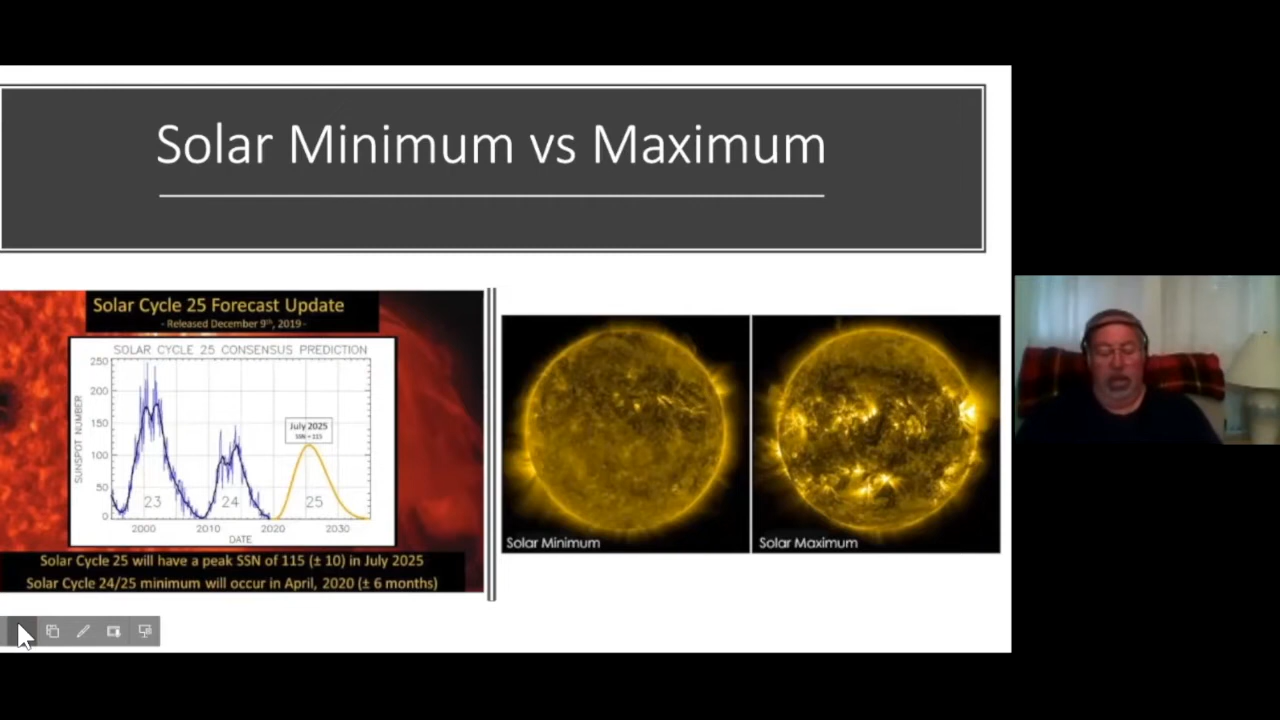 Solar Minimum vs Maximum
Solar Cycle 25 Forecast Update
- Released December 9th, 2019 -
SOLAR CYCLE 25 CONSENSUS PREDICTION
250
200
150
100
50
0
SUNSPOT NUMBER
July 2025
SSN = 115
23
24
25
2000
2010
2020
2030
DATE
Solar Cycle 25 will have a peak SSN of 115 (± 10) in July 2025
Solar Cycle 24/25 minimum will occur in April, 2020 (± 6 months)
Solar Minimum
Solar Maximum